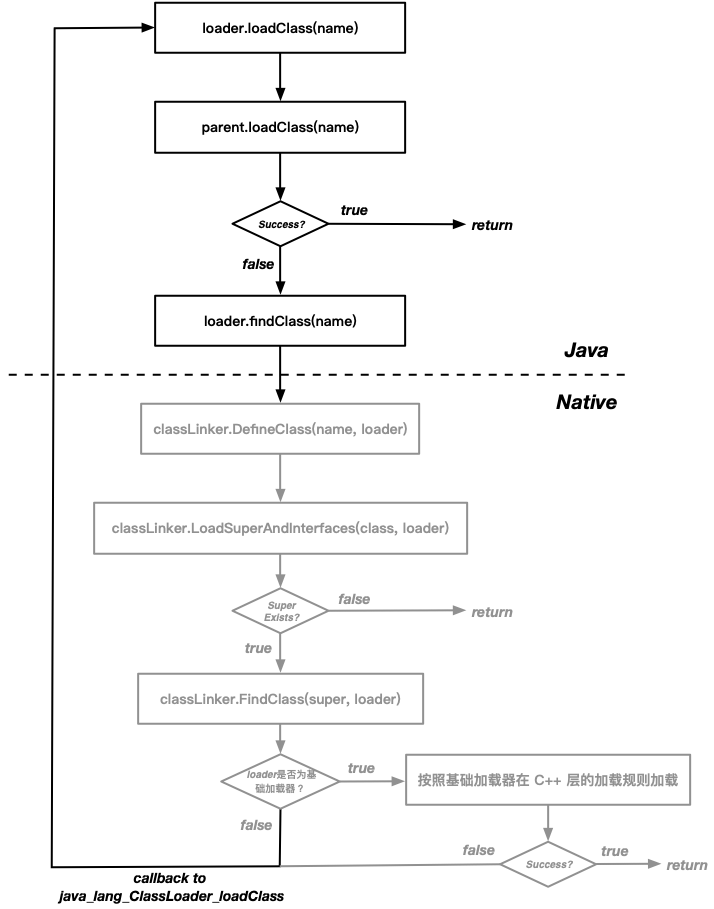 loader.loadClass(name)
parent.loadClass(name)
Success?
true
return
false
loader.findClass(name)
Java
Native
classLinker.DefineClass(name, loader)
classLinker.LoadSuperAndInterfaces(class, loader)
Super
Exists?
false
return
true
classLinker.FindClass(super, loader)
loader是否为基
础加载器？
true
按照基础加载器在 C++ 层的加载规则加载
false
Success?
false
true
return
callback to
java_lang_ClassLoader_loadClass